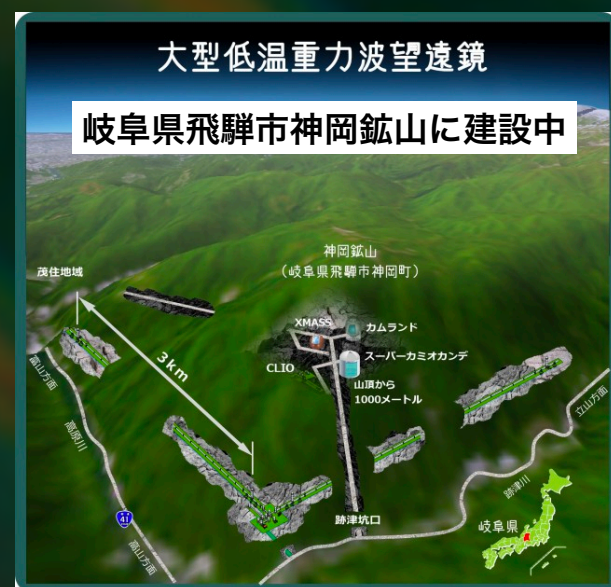 大型低温重力波望遠鏡
岐阜県飛騨市神岡鉱山に建設中
神岡鉱山
(岐阜県飛騨市神岡町)
茂住地域
XMASS
カムランド
スーパーカミオカンデ
CLIO
山頂から
1000メートル
3km
富山方面
高原川
立山方面
跡津川
41
跡津坑口
岐阜県
高山方面